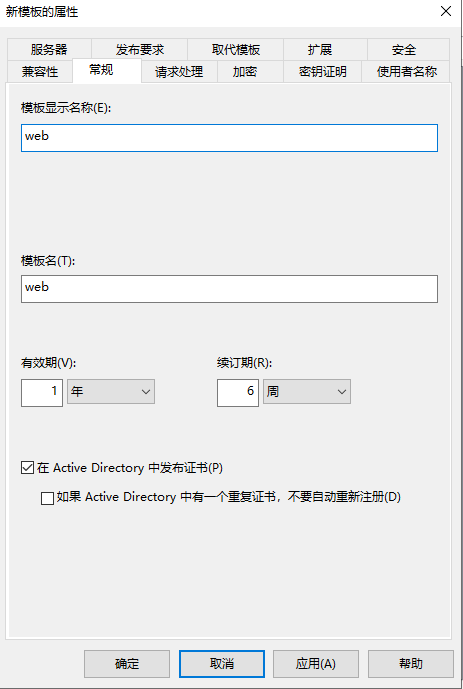 新模板的属性
服务器 发布要求 取代模板 扩展 安全
兼容性 常规 请求处理 加密 密钥证明 使用者名称
模板显示名称(E):
web
模板名(T):
web
有效期(V): 续订期(R):
1 年 6 周
在 Active Directory 中发布证书(P)
如果 Active Directory 中有一个重复证书，不要自动重新注册(D)
确定 取消 应用(A) 帮助